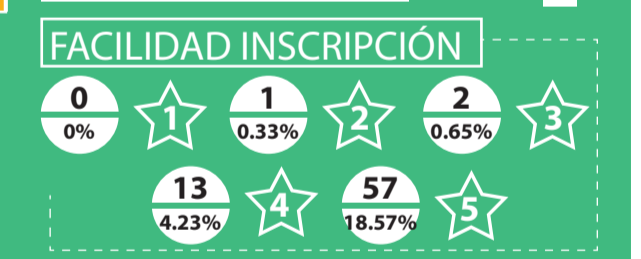 FACILIDAD INSCRIPCIÓN
0 1 1 2 2 3
0% 0.33% 0.65%
13 4 57 5
4.23% 18.57%